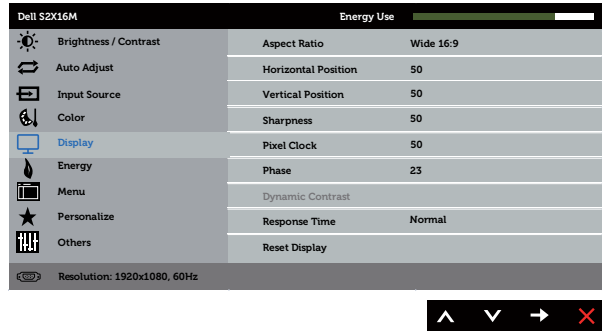 Dell S2X16M Energy Use
Brightness / Contrast
Auto Adjust
Input Source
Color
Display
Energy
Menu
Personalize
Others
Aspect Ratio Wide 16:9
Horizontal Position 50
Vertical Position 50
Sharpness 50
Pixel Clock 50
Phase 23
Dynamic Contrast
Response Time Normal
Reset Display
Resolution: 1920x1080, 60Hz